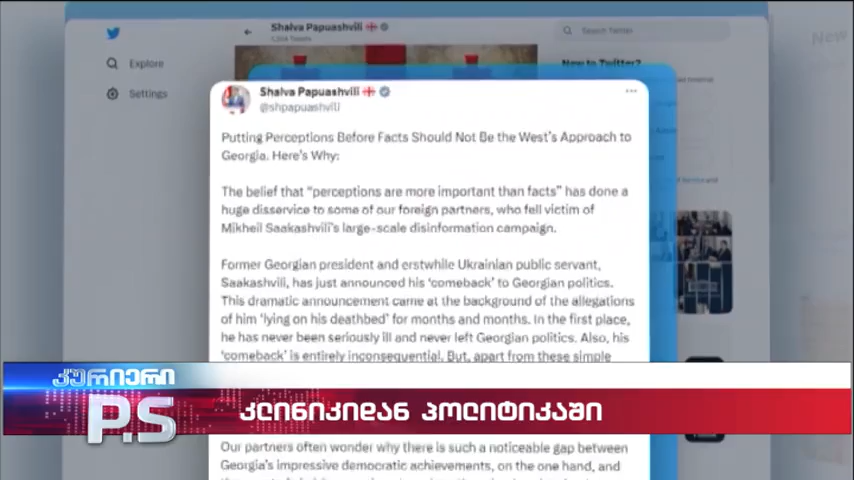 Shalva Papuashvili
Search Twitter
Explore
New to Twitter?
New
Settings
Shalva Papuashvili
@shpapuashvili
Putting Perceptions Before Facts Should Not Be the West's Approach to
Georgia. Here's Why:
The belief that "perceptions are more important than facts" has done a
huge disservice to some of our foreign partners, who fell victim of
Mikheil Saakashvili's large-scale disinformation campaign.
Former Georgian president and erstwhile Ukrainian public servant,
Saakashvili, has just announced his 'comeback' to Georgian politics.
This dramatic announcement came at the background of the allegations
of him 'lying on his deathbed' for months and months. In the first place,
he has never been seriously ill and never left Georgian politics. Also, his
'comeback' is entirely inconsequential. But, apart from these simple
კურიერი
P.S
კლინიკიდან პოლიტიკაში
Our partners often wonder why there is such a noticeable gap between
Georgia's impressive democratic achievements, on the one hand, and